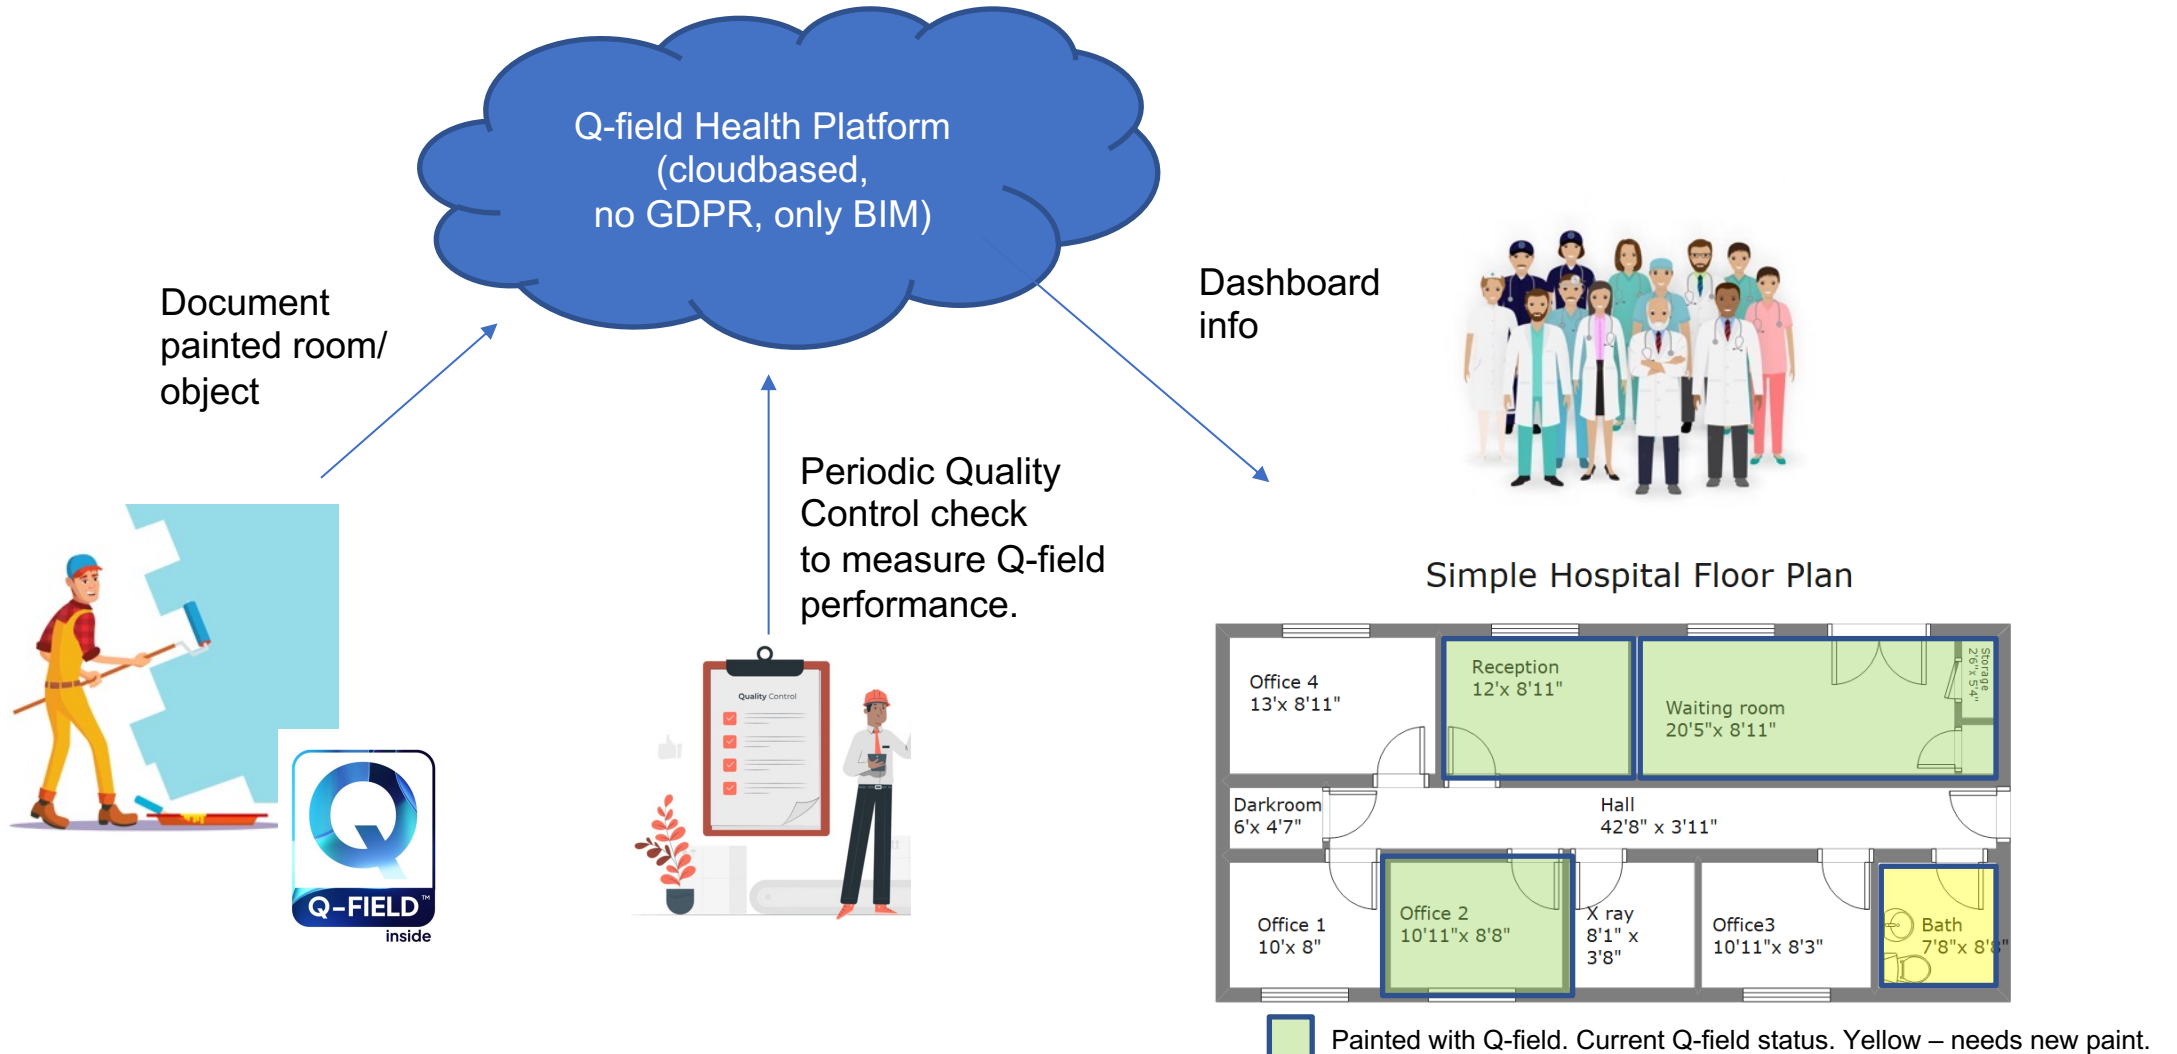 Q-field Health Platform
(cloudbased,
no GDPR, only BIM)
Document
painted room/
object
Dashboard
info
Periodic Quality
Control check
to measure Q-field
performance.
Quality Control
Q-FIELD™
inside
Simple Hospital Floor Plan
Office 4
13'x 8'11"
Reception
12'x 8'11"
Waiting room
20'5"x 8'11"
Storage
2'6"x 5'4"
Darkroom
6'x 4'7"
Hall
42'8" x 3'11"
Office 1
10'x 8"
Office 2
10'11"x 8'8"
X ray
8'1" x
3'8"
Office3
10'11"x 8'3"
Bath
7'8"x 8'8"
Painted with Q-field. Current Q-field status. Yellow – needs new paint.